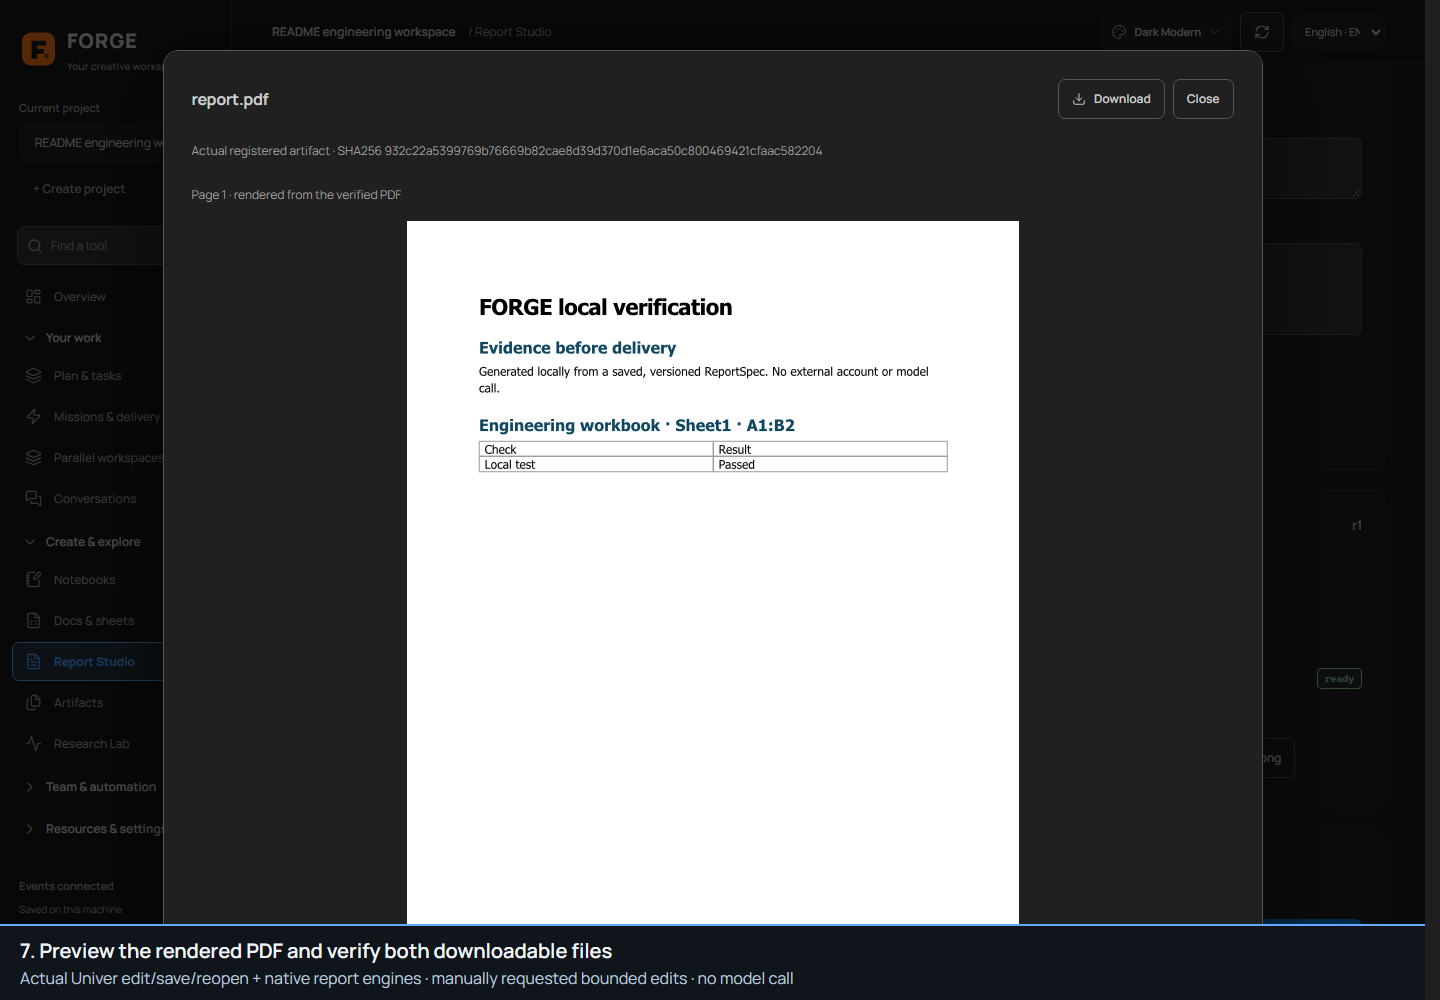 FORGE
Your creative works
README engineering workspace / Report Studio
Dark Modern
English · EN
Current project
README engineering w
+ Create project
Find a tool
Overview
Your work
Plan & tasks
Missions & delivery
Parallel workspaces
Conversations
Create & explore
Notebooks
Docs & sheets
Report Studio
Artifacts
Research Lab
Team & automation
Resources & settings
Events connected
Saved on this machine
report.pdf
Download
Close
Actual registered artifact · SHA256 932c22a5399769b76669b82cae8d39d370d1e6aca50c800469421cfaac582204
Page 1 · rendered from the verified PDF
FORGE local verification
Evidence before delivery
Generated locally from a saved, versioned ReportSpec. No external account or model
call.
Engineering workbook · Sheet1 · A1:B2
Check Result
Local test Passed
r1
ready
ong
7. Preview the rendered PDF and verify both downloadable files
Actual Univer edit/save/reopen + native report engines · manually requested bounded edits · no model call